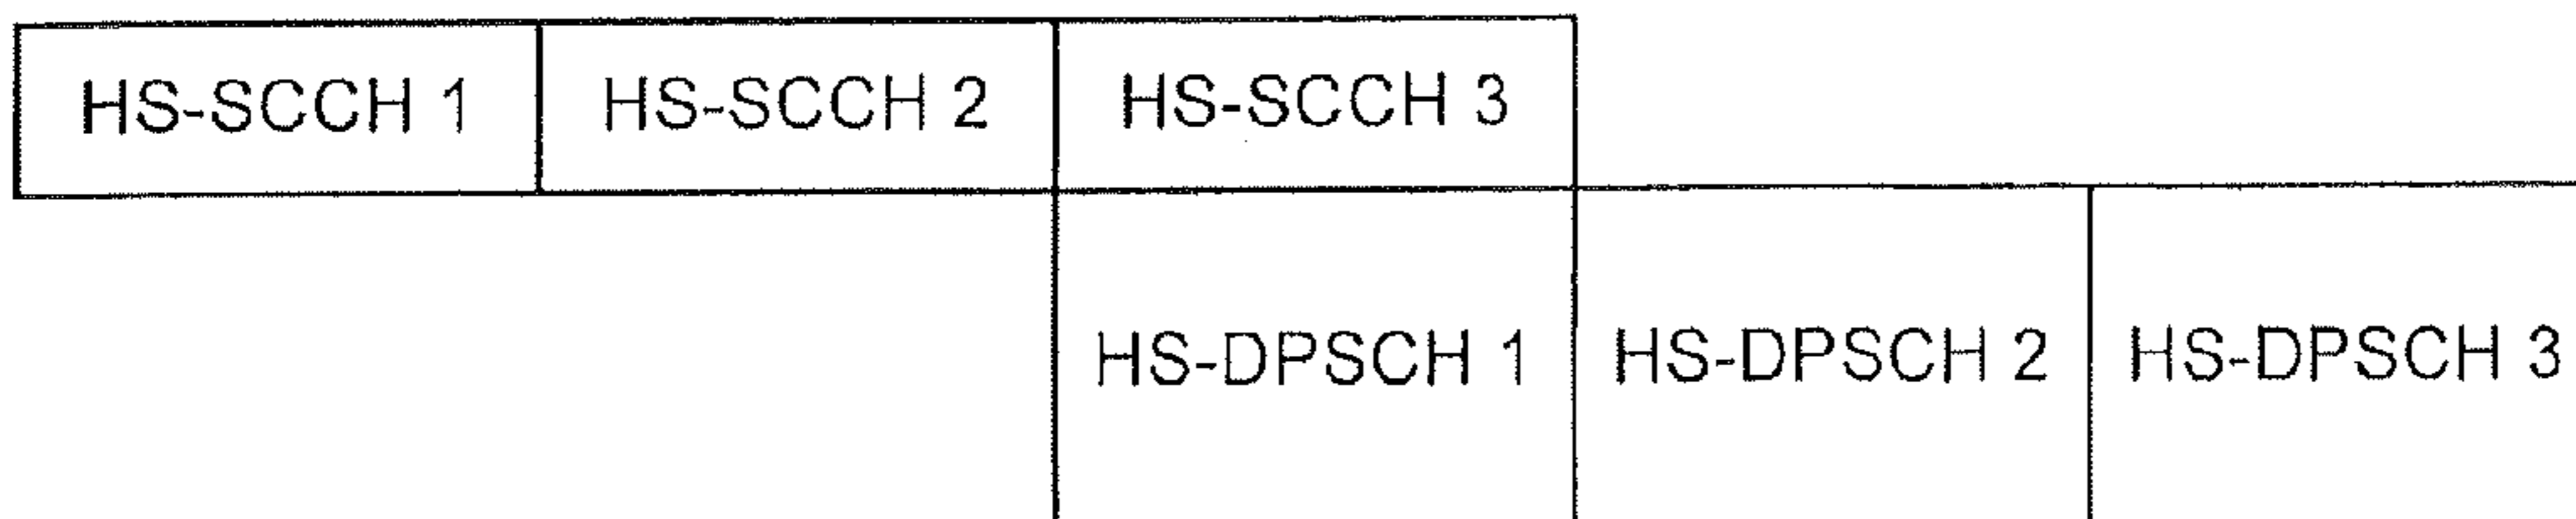 HS-SCCH 1 HS-SCCH 2 HS-SCCH 3
HS-DPSCH 1 HS-DPSCH 2 HS-DPSCH 3